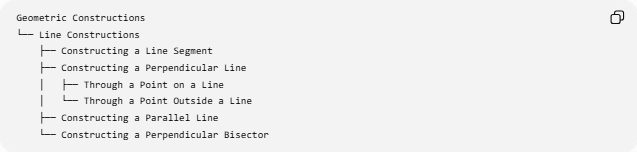 Geometric Constructions
└── Line Constructions
    ├── Constructing a Line Segment
    ├── Constructing a Perpendicular Line
    │   ├── Through a Point on a Line
    │   └── Through a Point Outside a Line
    ├── Constructing a Parallel Line
    └── Constructing a Perpendicular Bisector